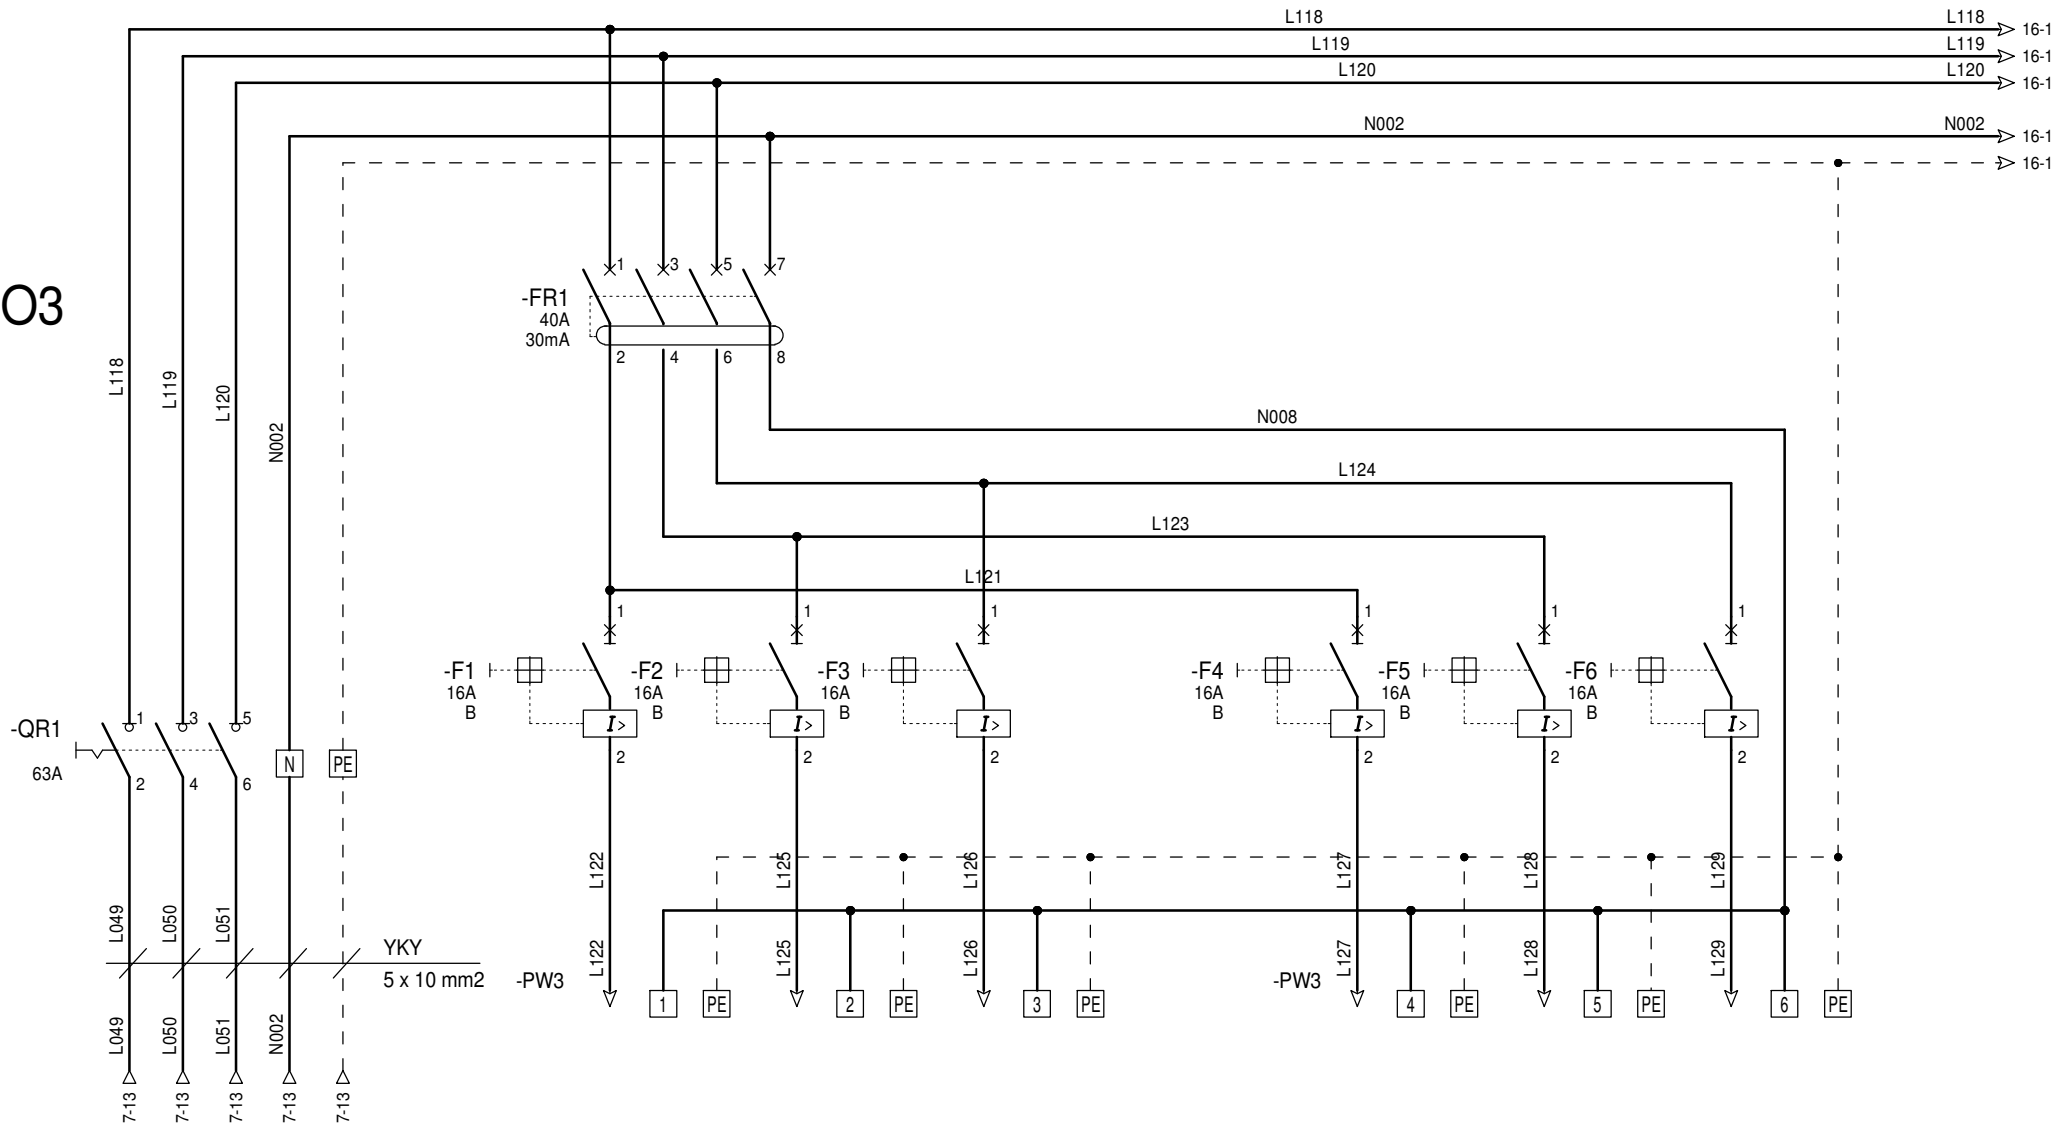 L118 L118 16-1
L119 L119 16-1
L120 L120 16-1
N002 N002 16-1
16-1
O3
1 3 5 7
-FR1
40A
30mA
2 4 6 8
L118
L119
L120
N002
N008
L124
L123
L121
1 1 1 1 1 1
-F1
16A
B
I>
2
-F2
16A
B
I>
2
-F3
16A
B
I>
2
-F4
16A
B
I>
2
-F5
16A
B
I>
2
-F6
16A
B
I>
2
-QR1
63A
1 3 5
2 4 6
N PE
L122 L125 L126 L127 L128 L129
L049 L050 L051
YKY
5 x 10 mm2
L122 L125 L126 L127 L128 L129
-PW3 -PW3
1 PE 2 PE 3 PE 4 PE 5 PE 6 PE
L049 L050 L051 N002
7-13 7-13 7-13 7-13 7-13